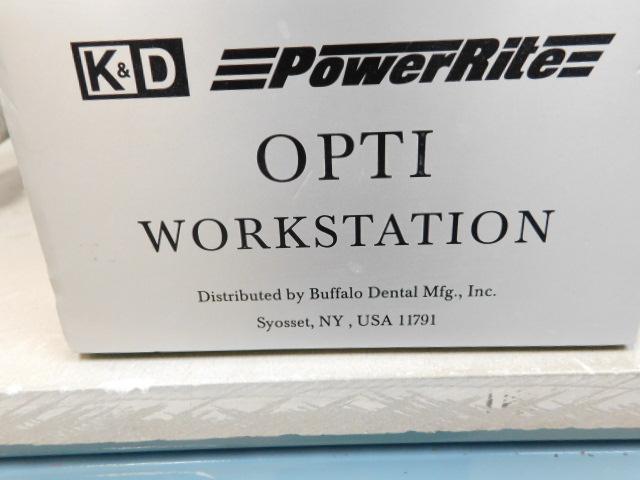 K&D PowerRite
OPTI
WORKSTATION
Distributed by Buffalo Dental Mfg., Inc.
Syosset, NY , USA 11791